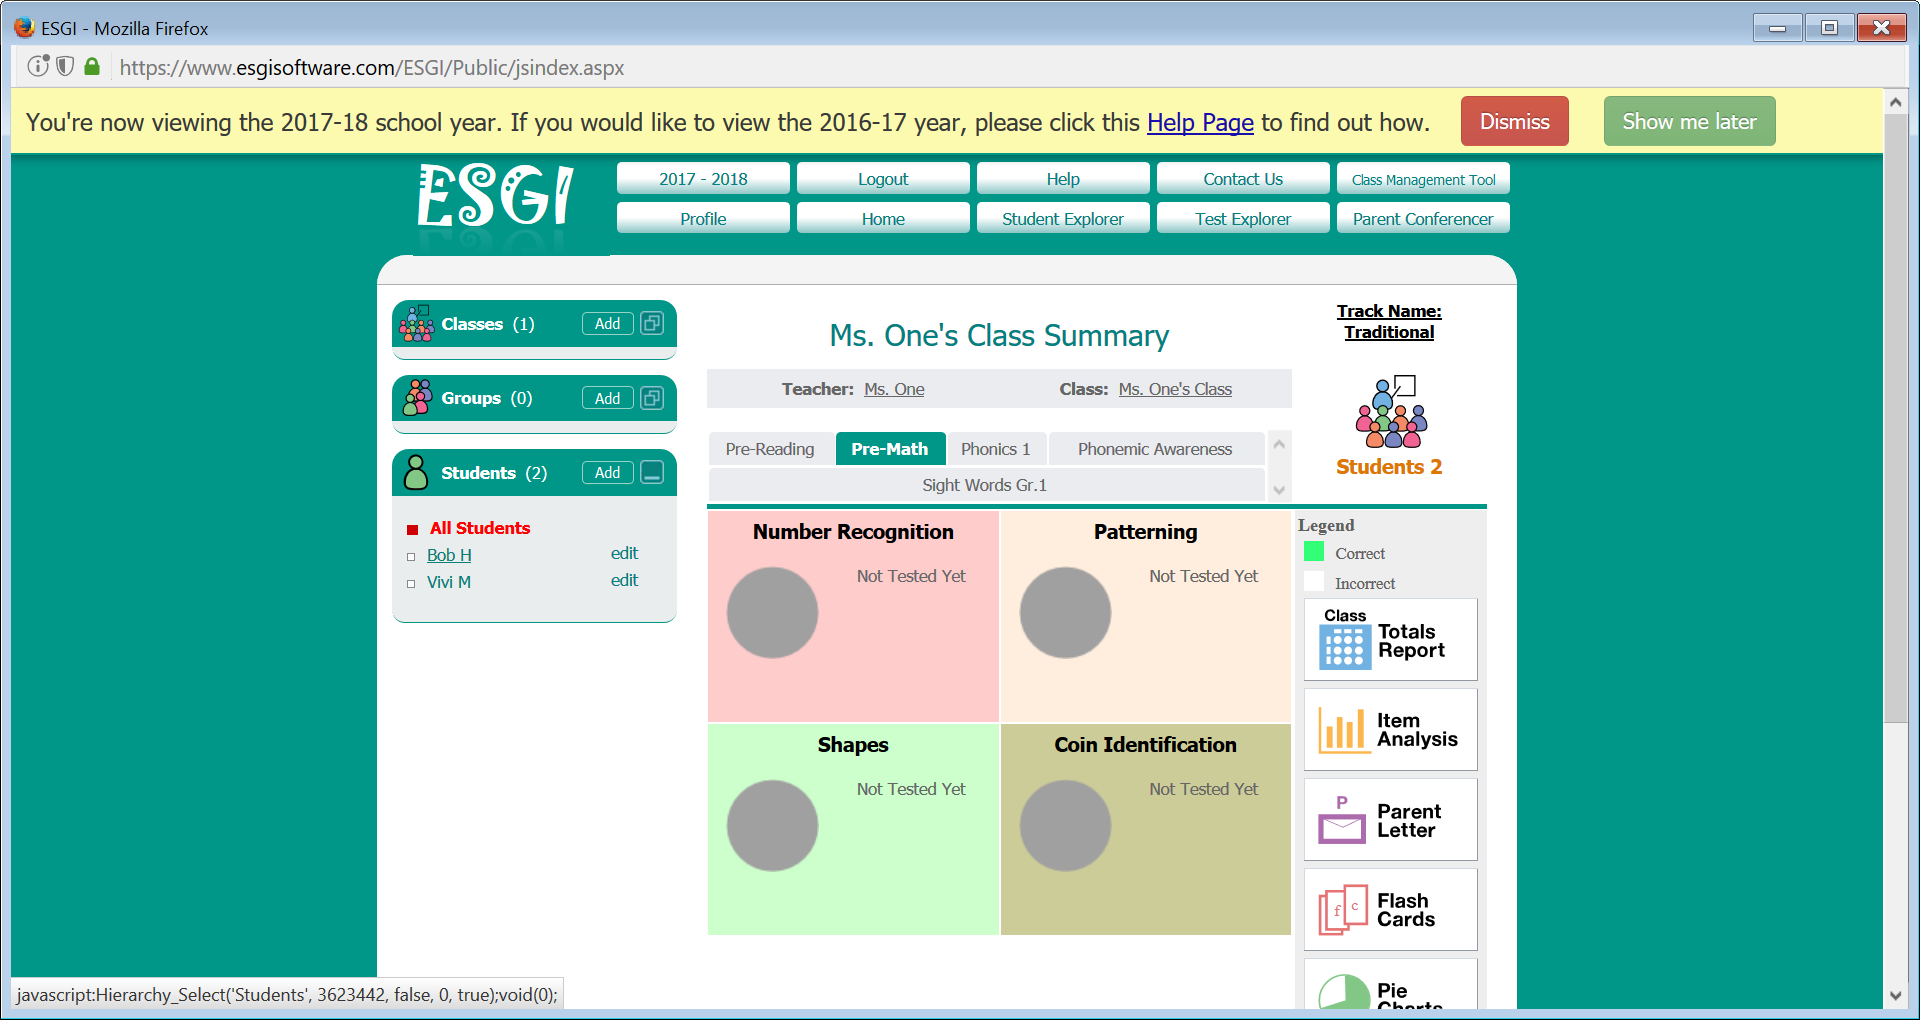 ESGI - Mozilla Firefox
https://www.esgisoftware.com/ESGI/Public/jsindex.aspx
You're now viewing the 2017-18 school year. If you would like to view the 2016-17 year, please click this Help Page to find out how.
Dismiss
Show me later
ESGI
2017 - 2018
Logout
Help
Contact Us
Class Management Tool
Profile
Home
Student Explorer
Test Explorer
Parent Conferencer
Classes (1)
Add
Groups (0)
Add
Students (2)
Add
All Students
Bob H edit
Vivi M edit
Ms. One's Class Summary
Teacher: Ms. One Class: Ms. One's Class
Pre-Reading
Pre-Math
Phonics 1
Phonemic Awareness
Sight Words Gr.1
Track Name:
Traditional
Students 2
Number Recognition
Not Tested Yet
Patterning
Not Tested Yet
Shapes
Not Tested Yet
Coin Identification
Not Tested Yet
Legend
Correct
Incorrect
Class
Totals
Report
Item
Analysis
P
Parent
Letter
f c
Flash
Cards
Pie
Charts
javascript:Hierarchy_Select('Students', 3623442, false, 0, true);void(0);